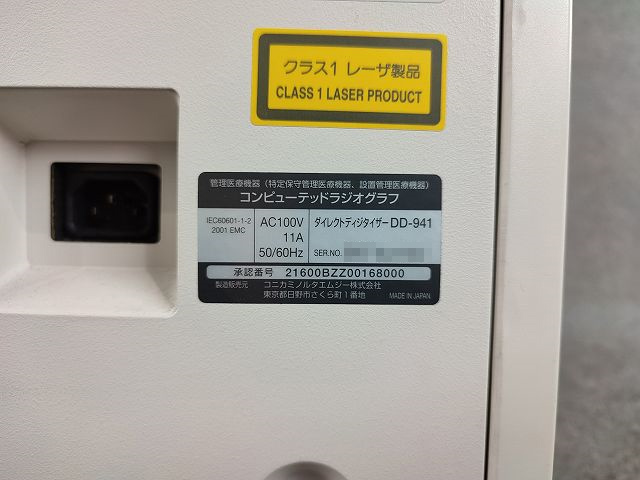 クラス1 レーザ製品
CLASS 1 LASER PRODUCT
管理医療機器（特定保守管理医療機器、設置管理医療機器）
コンピューテッドラジオグラフ
IEC60601-1-2
2001 EMC
AC100V
11A
50/60Hz
ダイレクトディジタイザー DD-941
SER.NO.
承認番号 21600BZZ00168000
製造販売元 コニカミノルタエムジー株式会社
東京都日野市さくら町1番地 MADE IN JAPAN